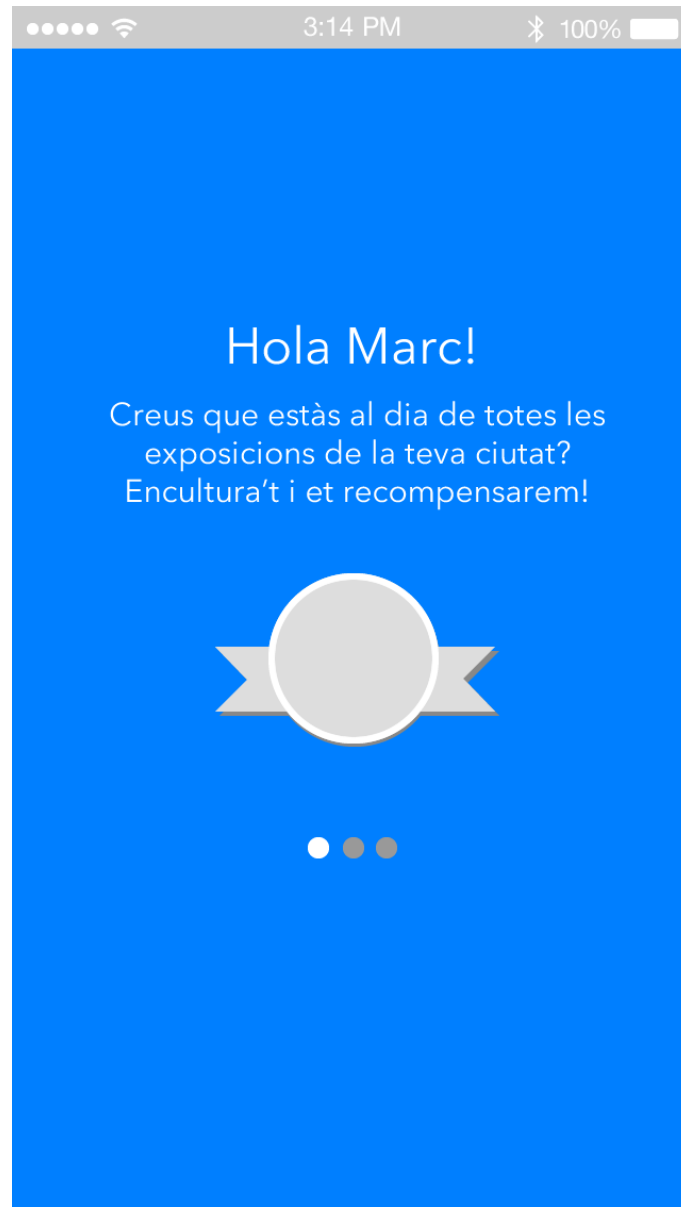 3:14 PM
100%
Hola Marc!
Creus que estàs al dia de totes les
exposicions de la teva ciutat?
Encultura’t i et recompensarem!